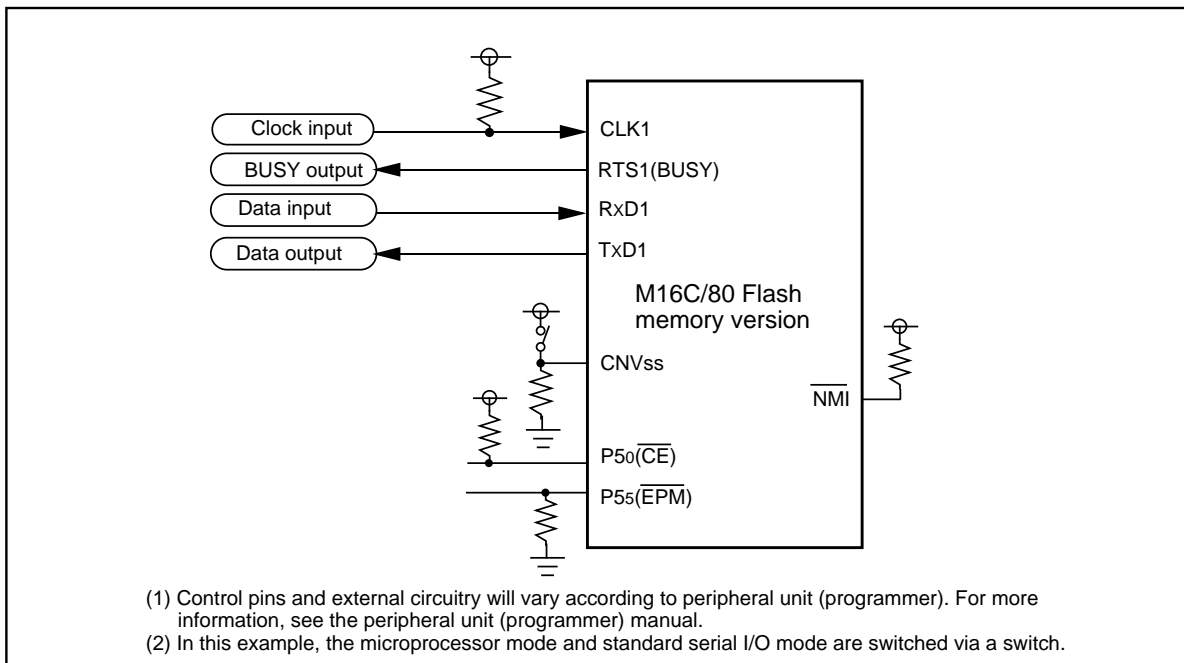 Clock input
CLK1
BUSY output
RTS1(BUSY)
Data input
RXD1
Data output
TXD1
M16C/80 Flash
memory version
CNVss
NMI
P50(CE)
P55(EPM)
(1) Control pins and external circuitry will vary according to peripheral unit (programmer). For more
information, see the peripheral unit (programmer) manual.
(2) In this example, the microprocessor mode and standard serial I/O mode are switched via a switch.